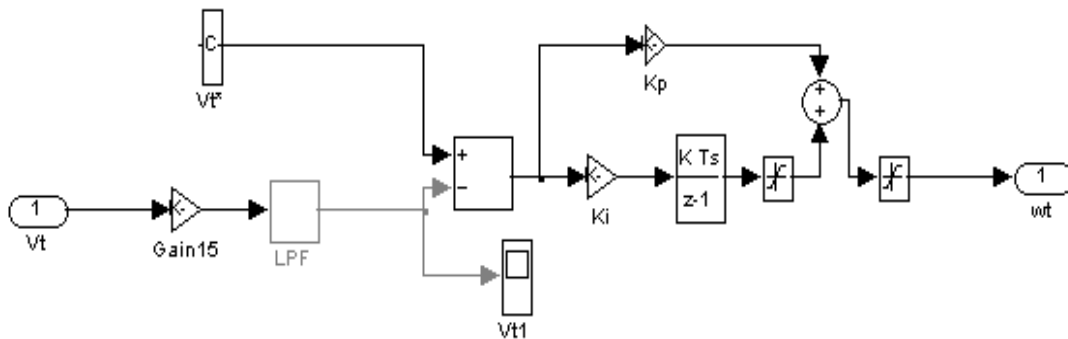 C
Vt*
Kp
+
+
+
−
K Ts
z-1
Ki
1
Vt
Gain15
LPF
Vt1
1
wt